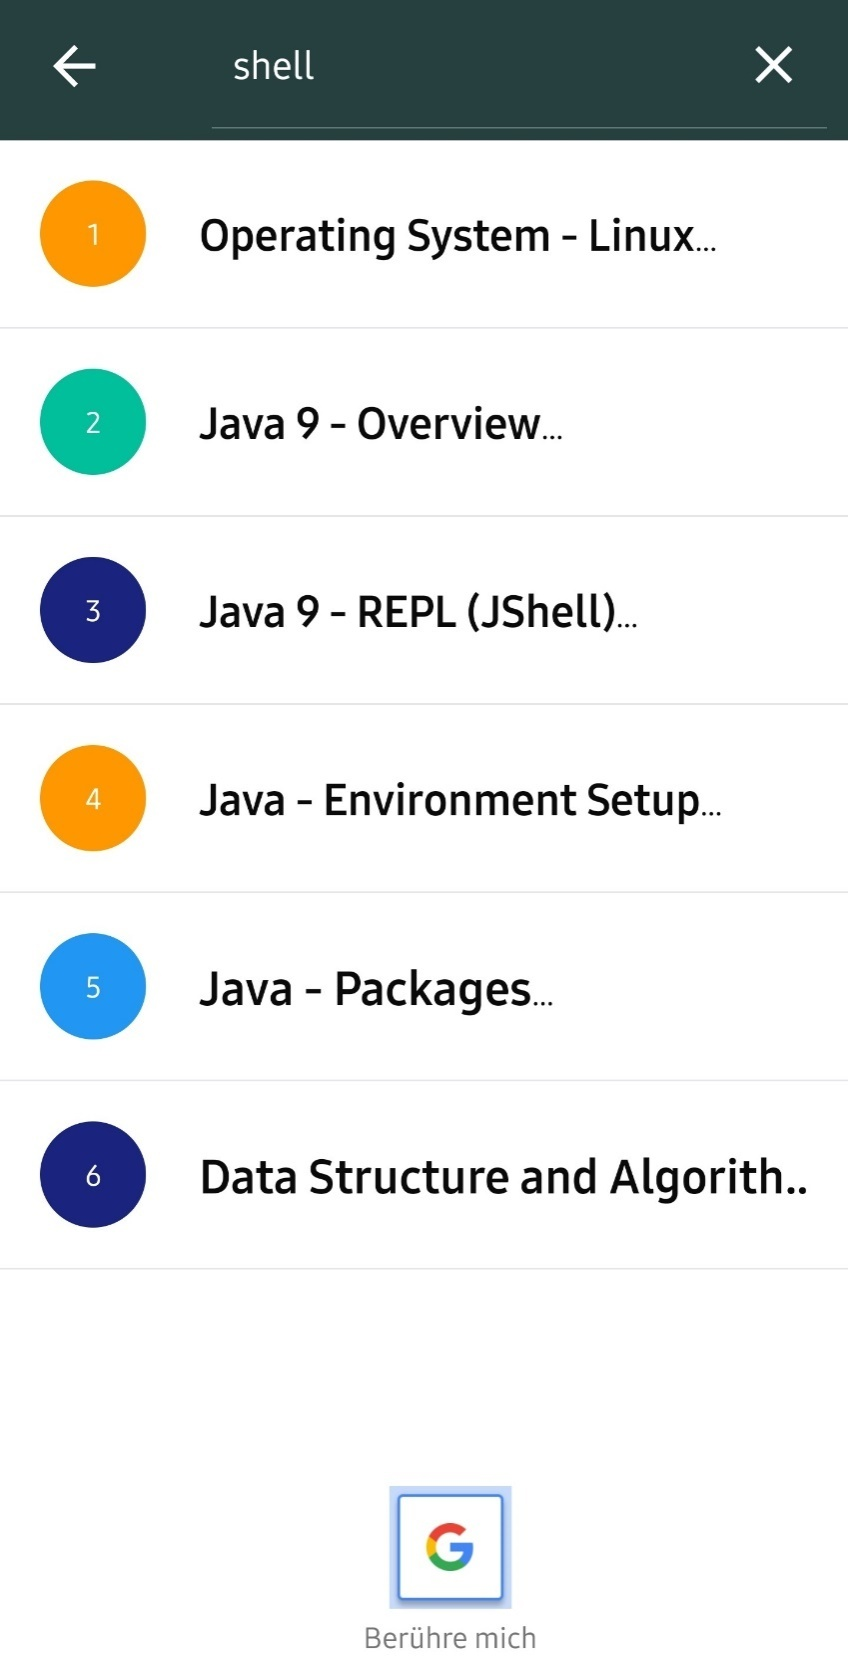 shell
1
Operating System - Linux...
2
Java 9 - Overview...
3
Java 9 - REPL (JShell)...
4
Java - Environment Setup...
5
Java - Packages...
6
Data Structure and Algorith..
G
Berühre mich